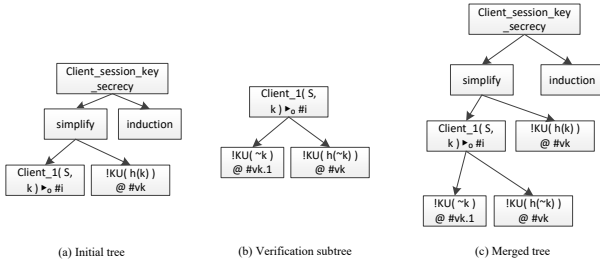 Client_session_key
_secrecy
simplify
induction
Client_1( S,
k ) ▸₀ #i
!KU( h(k) )
@ #vk
(a) Initial tree
Client_1( S,
k ) ▸₀ #i
!KU( ~k )
@ #vk.1
!KU( h(~k) )
@ #vk
(b) Verification subtree
Client_session_key
_secrecy
simplify
induction
Client_1( S,
k ) ▸₀ #i
!KU( h(k) )
@ #vk
!KU( ~k )
@ #vk.1
!KU( h(~k) )
@ #vk
(c) Merged tree